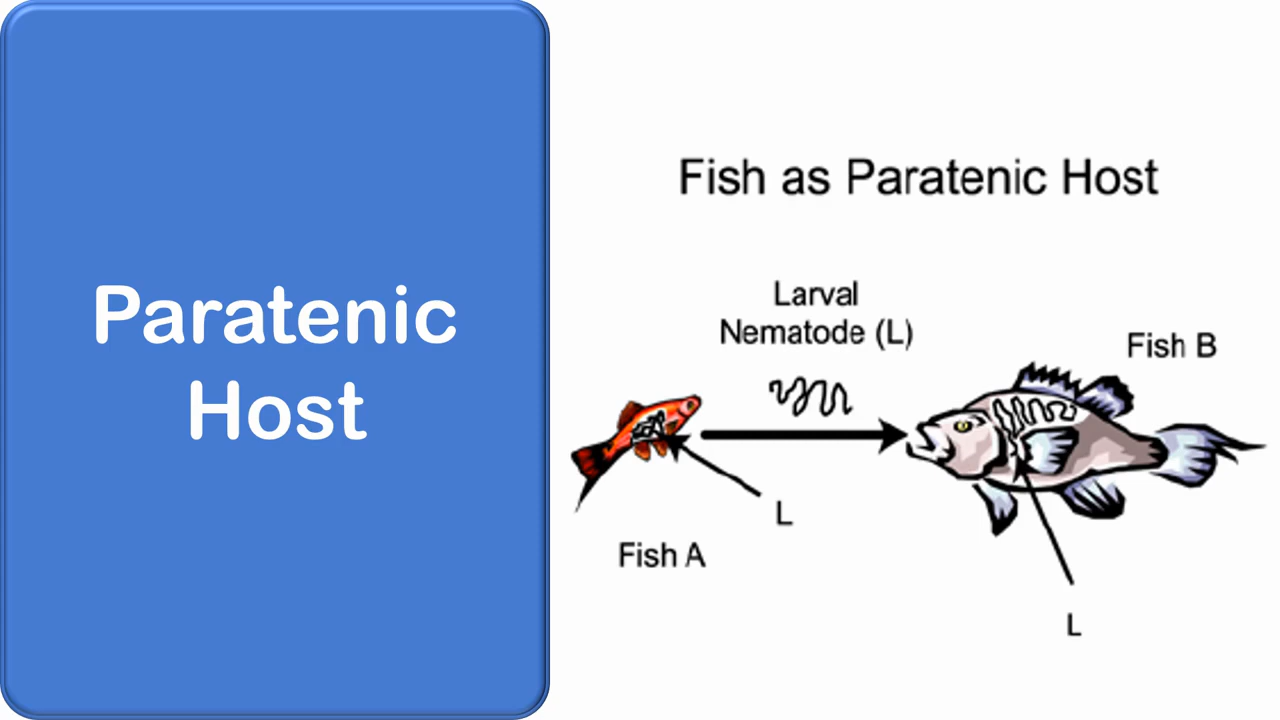 Paratenic
Host
Fish as Paratenic Host
Larval
Nematode (L)
Fish B
L
Fish A
L